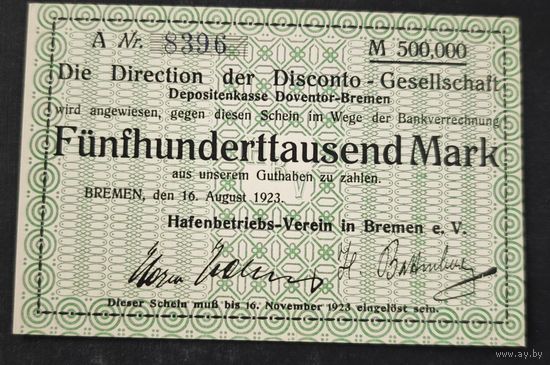 A Nr. 8396 M 500,000
Die Direction der Disconto-Gesellschaft
Depositenkasse Doventor-Bremen
wird angewiesen, gegen diesen Schein im Wege der Bankverrechnung
Fünfhunderttausend Mark
aus unserem Guthaben zu zahlen.
BREMEN, den 16. August 1923.
Hafenbetriebs-Verein in Bremen e. V.
Dieser Schein muß bis 16. November 1923 eingelöst sein.
ay.by